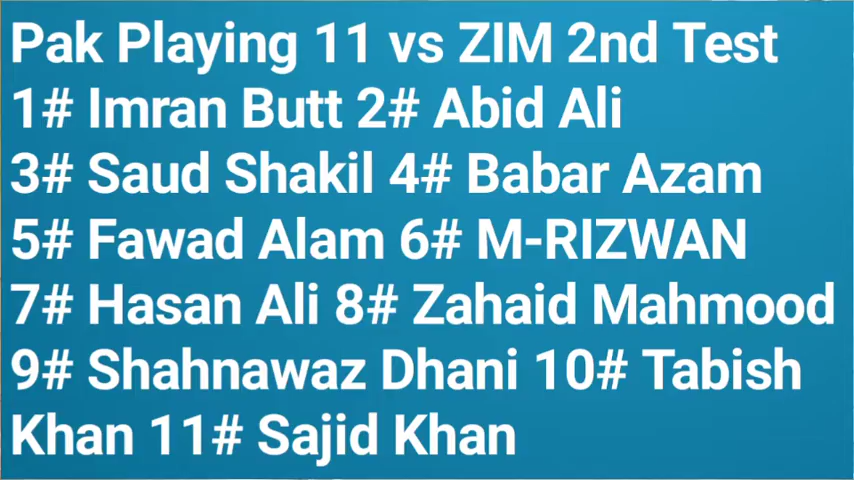 Pak Playing 11 vs ZIM 2nd Test
1# Imran Butt 2# Abid Ali
3# Saud Shakil 4# Babar Azam
5# Fawad Alam 6# M-RIZWAN
7# Hasan Ali 8# Zahaid Mahmood
9# Shahnawaz Dhani 10# Tabish
Khan 11# Sajid Khan